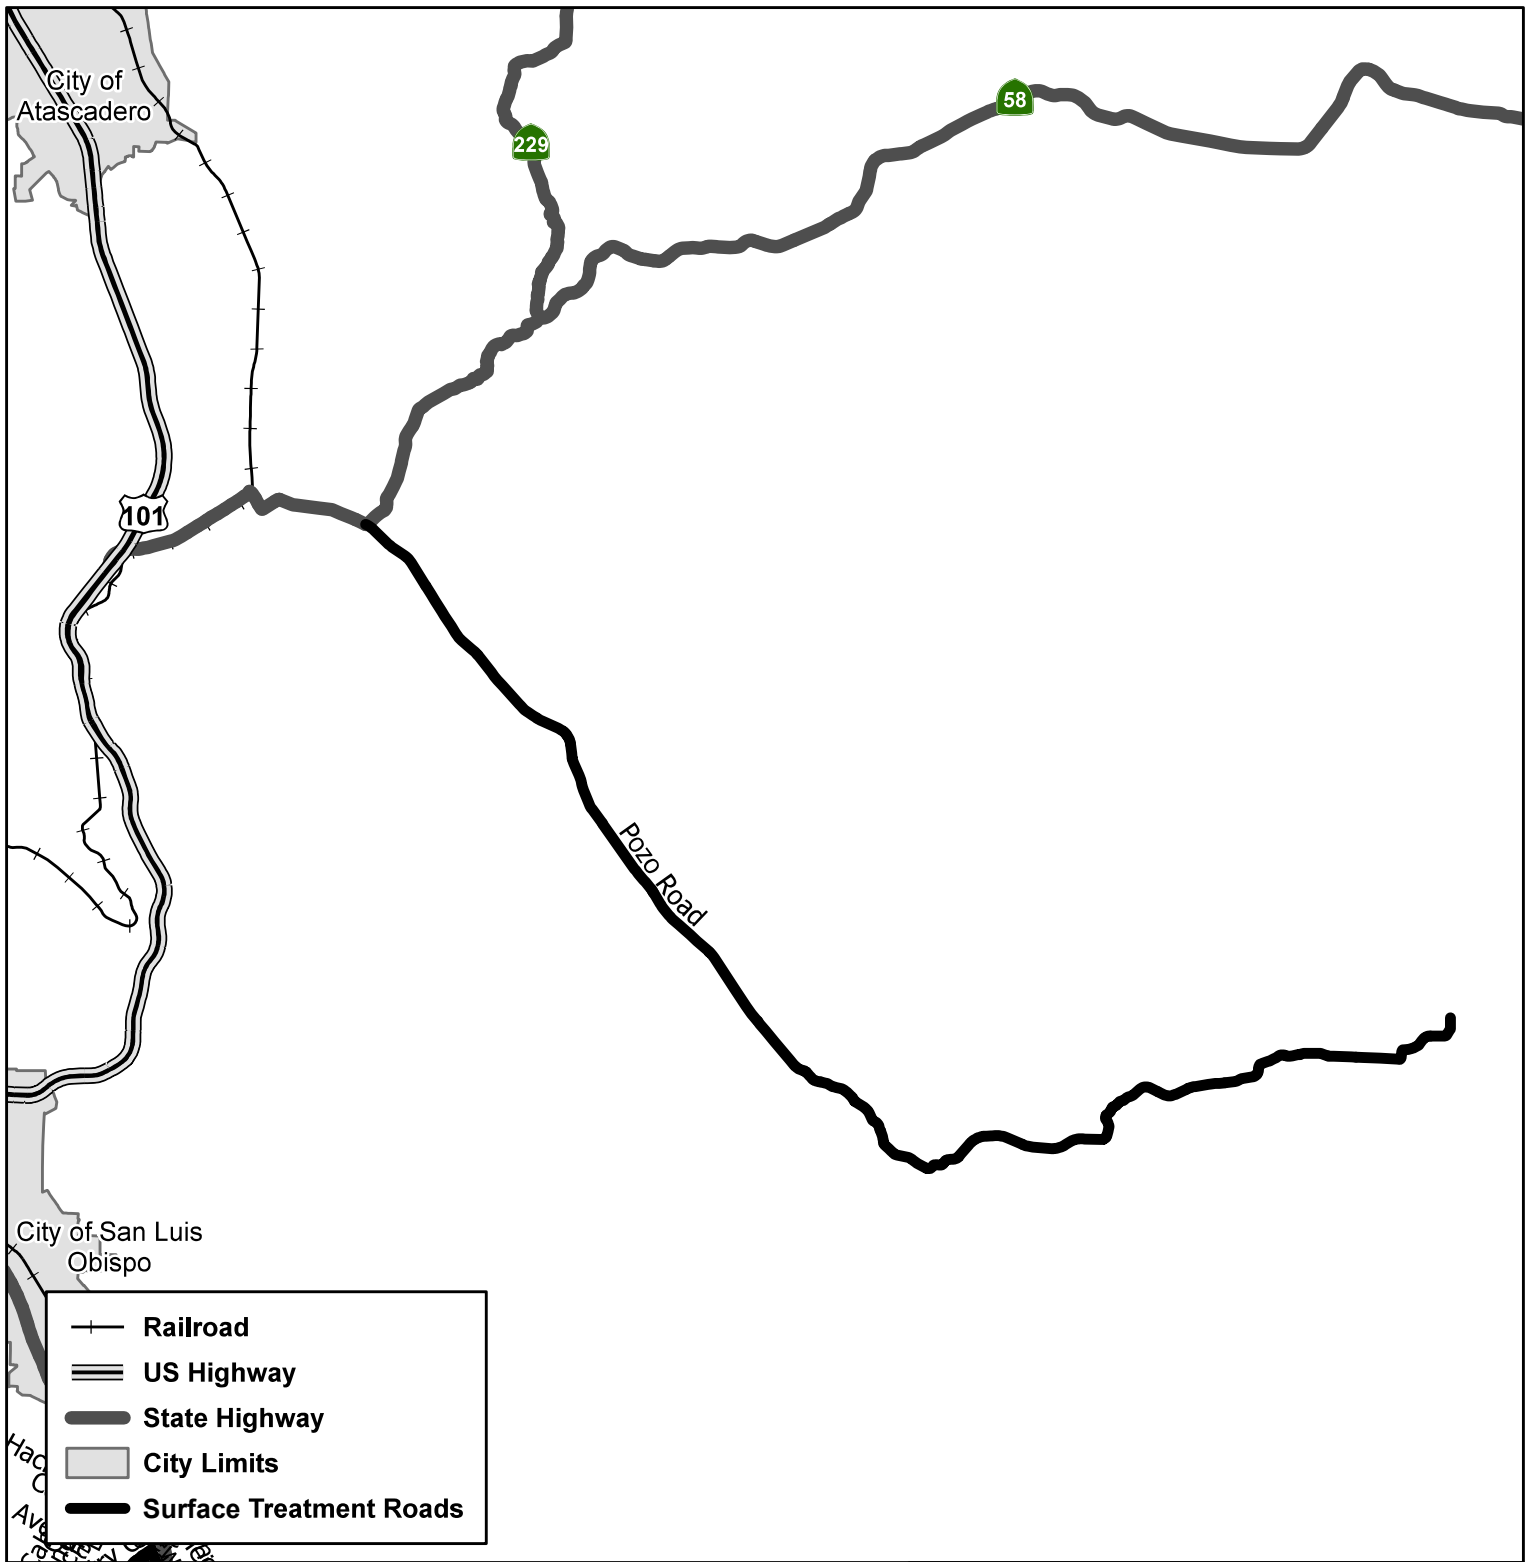 City of
Atascadero
229
58
101
Pozo Road
City of San Luis
Obispo
Railroad
US Highway
State Highway
City Limits
Surface Treatment Roads